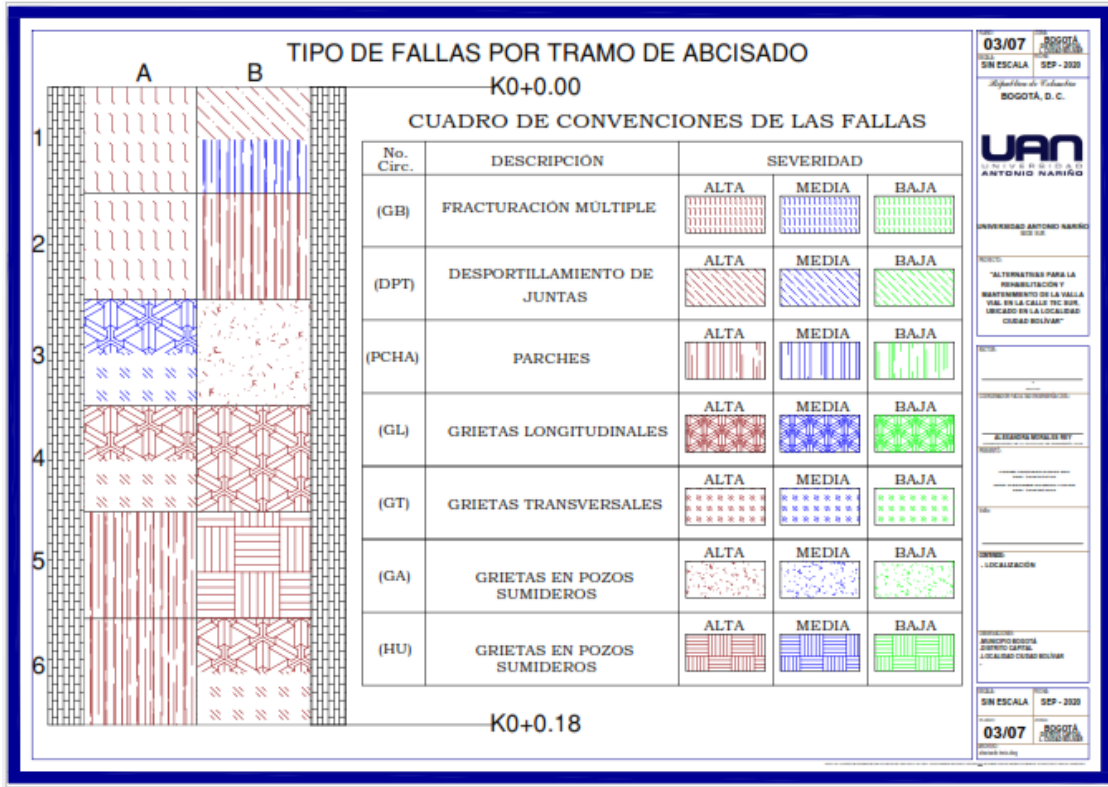 TIPO DE FALLAS POR TRAMO DE ABCISADO
A B
K0+0.00
1
2
3
4
5
6
K0+0.18
CUADRO DE CONVENCIONES DE LAS FALLAS
No. Circ. DESCRIPCIÓN SEVERIDAD
(GB) FRACTURACIÓN MÚLTIPLE ALTA MEDIA BAJA
(DPT) DESPORTILLAMIENTO DE JUNTAS ALTA MEDIA BAJA
(PCHA) PARCHES ALTA MEDIA BAJA
(GL) GRIETAS LONGITUDINALES ALTA MEDIA BAJA
(GT) GRIETAS TRANSVERSALES ALTA MEDIA BAJA
(GA) GRIETAS EN POZOS SUMIDEROS ALTA MEDIA BAJA
(HU) GRIETAS EN POZOS SUMIDEROS ALTA MEDIA BAJA
03/07 BOGOTÁ
SIN ESCALA SEP - 2020
República de Colombia
BOGOTÁ, D. C.
UAN
UNIVERSIDAD
ANTONIO NARIÑO
UNIVERSIDAD ANTONIO NARIÑO
SEDE SUR
"ALTERNATIVAS PARA LA
REHABILITACIÓN Y
MANTENIMIENTO DE LA VALLA
VIAL EN LA CALLE 71C SUR,
UBICADO EN LA LOCALIDAD
CIUDAD BOLÍVAR"
ALEXANDRA MORALES REY
. LOCALIZACIÓN
.MUNICIPIO BOGOTÁ
.DISTRITO CAPITAL
.LOCALIDAD CIUDAD BOLÍVAR
SIN ESCALA SEP - 2020
03/07 BOGOTÁ